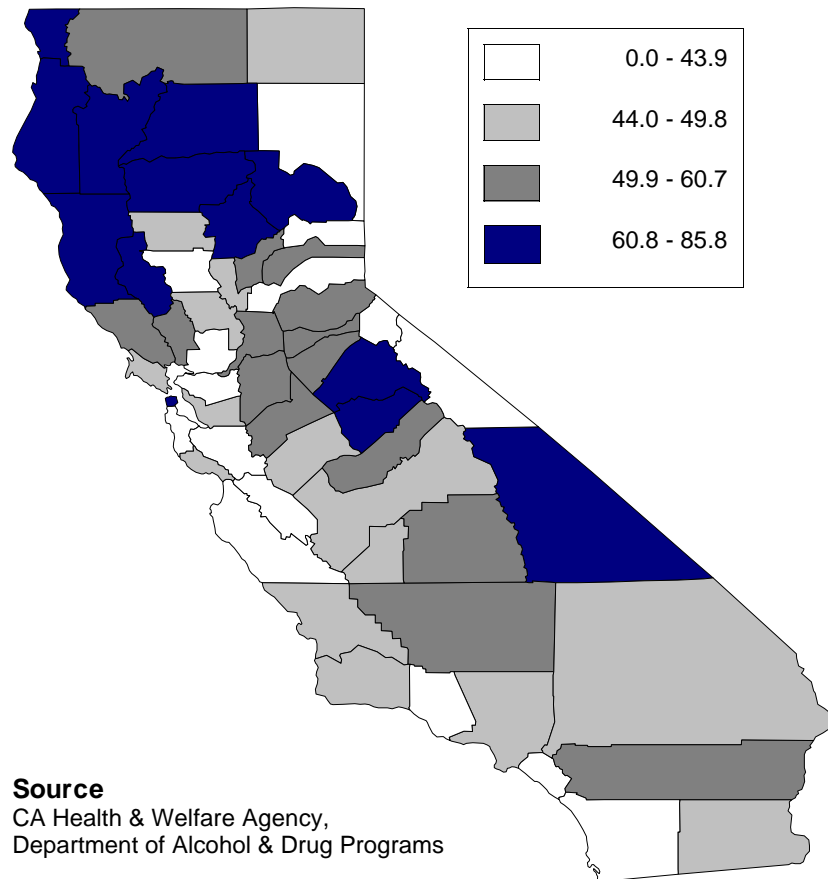 0.0 - 43.9
44.0 - 49.8
49.9 - 60.7
60.8 - 85.8
Source
CA Health & Welfare Agency,
Department of Alcohol & Drug Programs